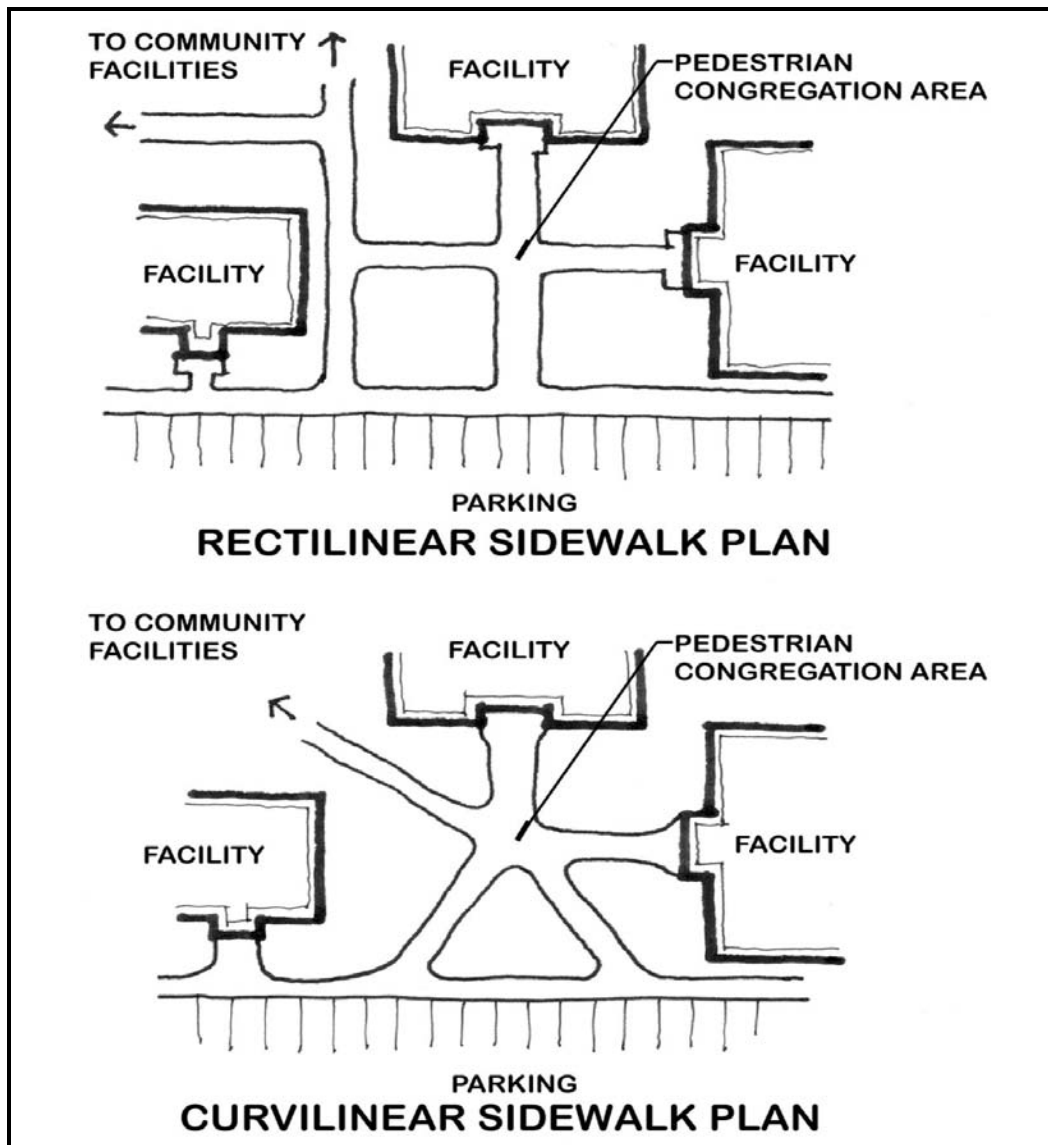 TO COMMUNITY
FACILITIES
FACILITY
PEDESTRIAN
CONGREGATION AREA
FACILITY
FACILITY
PARKING
RECTILINEAR SIDEWALK PLAN
TO COMMUNITY
FACILITIES
FACILITY
PEDESTRIAN
CONGREGATION AREA
FACILITY
FACILITY
PARKING
CURVILINEAR SIDEWALK PLAN